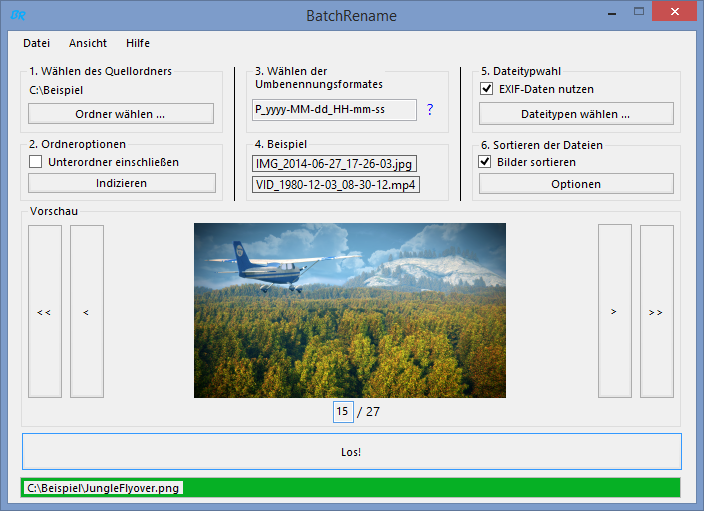 BR
BatchRename
Datei Ansicht Hilfe
1. Wählen des Quellordners
C:\Beispiel
Ordner wählen ...
2. Ordneroptionen
Unterordner einschließen
Indizieren
3. Wählen der
Umbenennungsformates
P_yyyy-MM-dd_HH-mm-ss
?
4. Beispiel
IMG_2014-06-27_17-26-03.jpg
VID_1980-12-03_08-30-12.mp4
5. Dateitypwahl
EXIF-Daten nutzen
Dateitypen wählen ...
6. Sortieren der Dateien
Bilder sortieren
Optionen
Vorschau
<< < > >>
15 / 27
Los!
C:\Beispiel\JungleFlyover.png